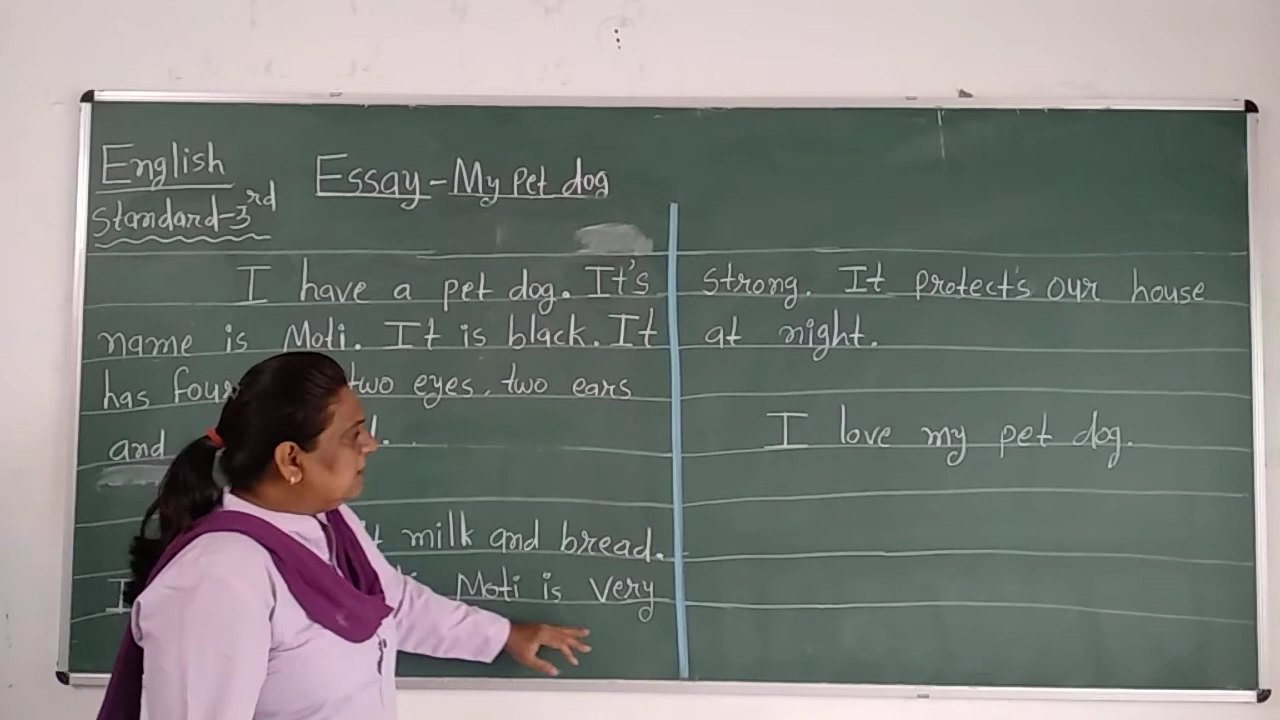 English
Standard-3rd
Essay-My pet dog
I have a pet dog. It's
name is Moti. It is black. It
has four two eyes, two ears
and
milk and bread.
Moti is very
strong. It protect's our house
at night.
I love my pet dog.